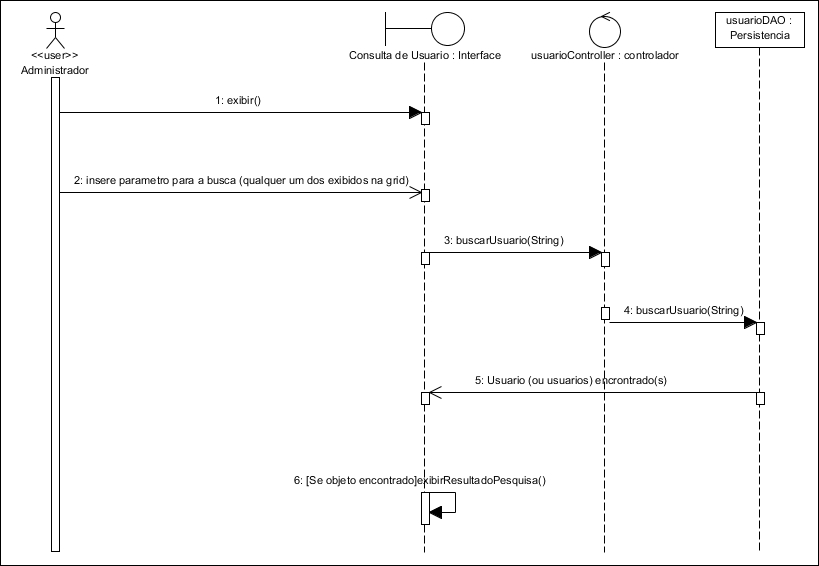 <<user>>
Administrador
Consulta de Usuario : Interface
usuarioController : controlador
usuarioDAO :
Persistencia
1: exibir()
2: insere parametro para a busca (qualquer um dos exibidos na grid)
3: buscarUsuario(String)
4: buscarUsuario(String)
5: Usuario (ou usuarios) encrontrado(s)
6: [Se objeto encontrado]exibirResultadoPesquisa()